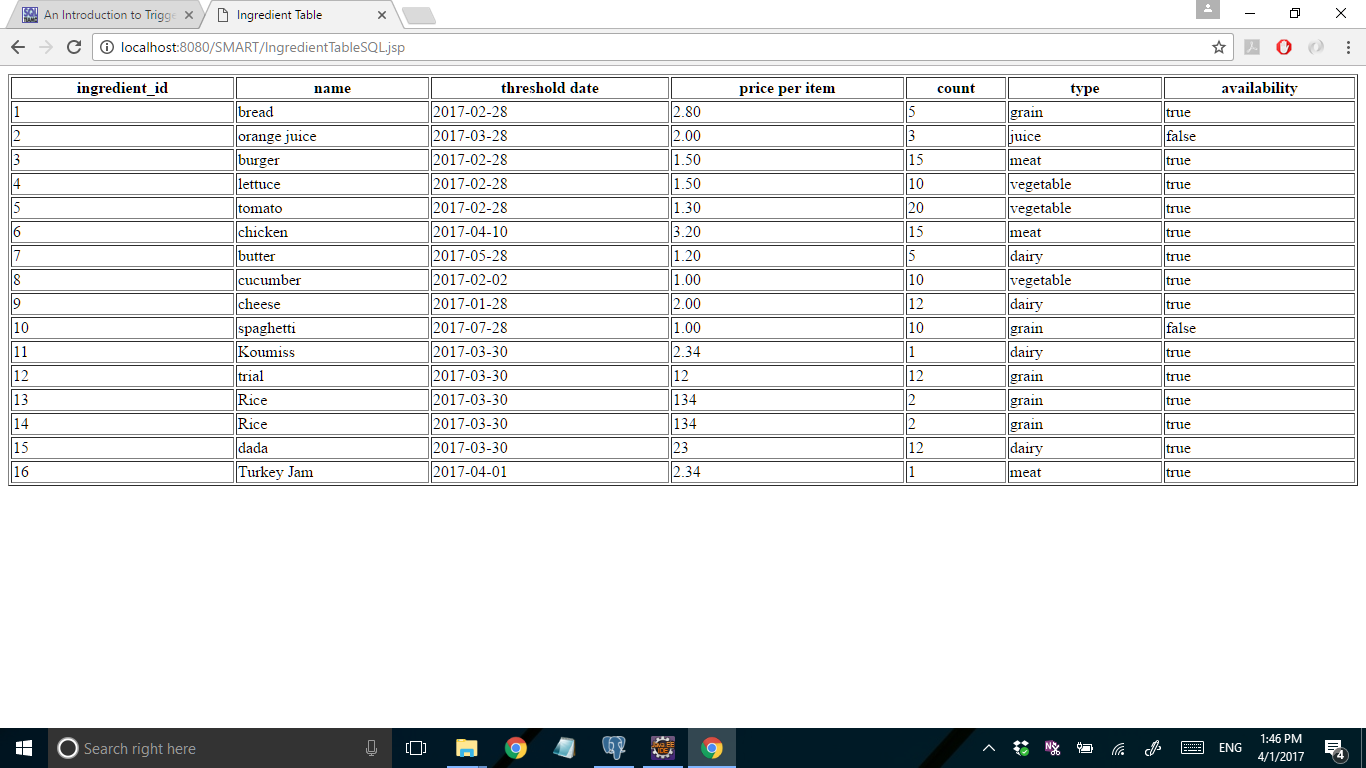 An Introduction to Trigge
Ingredient Table
localhost:8080/SMART/IngredientTableSQL.jsp
ingredient_id name threshold date price per item count type availability
1 bread 2017-02-28 2.80 5 grain true
2 orange juice 2017-03-28 2.00 3 juice false
3 burger 2017-02-28 1.50 15 meat true
4 lettuce 2017-02-28 1.50 10 vegetable true
5 tomato 2017-02-28 1.30 20 vegetable true
6 chicken 2017-04-10 3.20 15 meat true
7 butter 2017-05-28 1.20 5 dairy true
8 cucumber 2017-02-02 1.00 10 vegetable true
9 cheese 2017-01-28 2.00 12 dairy true
10 spaghetti 2017-07-28 1.00 10 grain false
11 Koumiss 2017-03-30 2.34 1 dairy true
12 trial 2017-03-30 12 12 grain true
13 Rice 2017-03-30 134 2 grain true
14 Rice 2017-03-30 134 2 grain true
15 dada 2017-03-30 23 12 dairy true
16 Turkey Jam 2017-04-01 2.34 1 meat true
Search right here
ENG
1:46 PM
4/1/2017
4